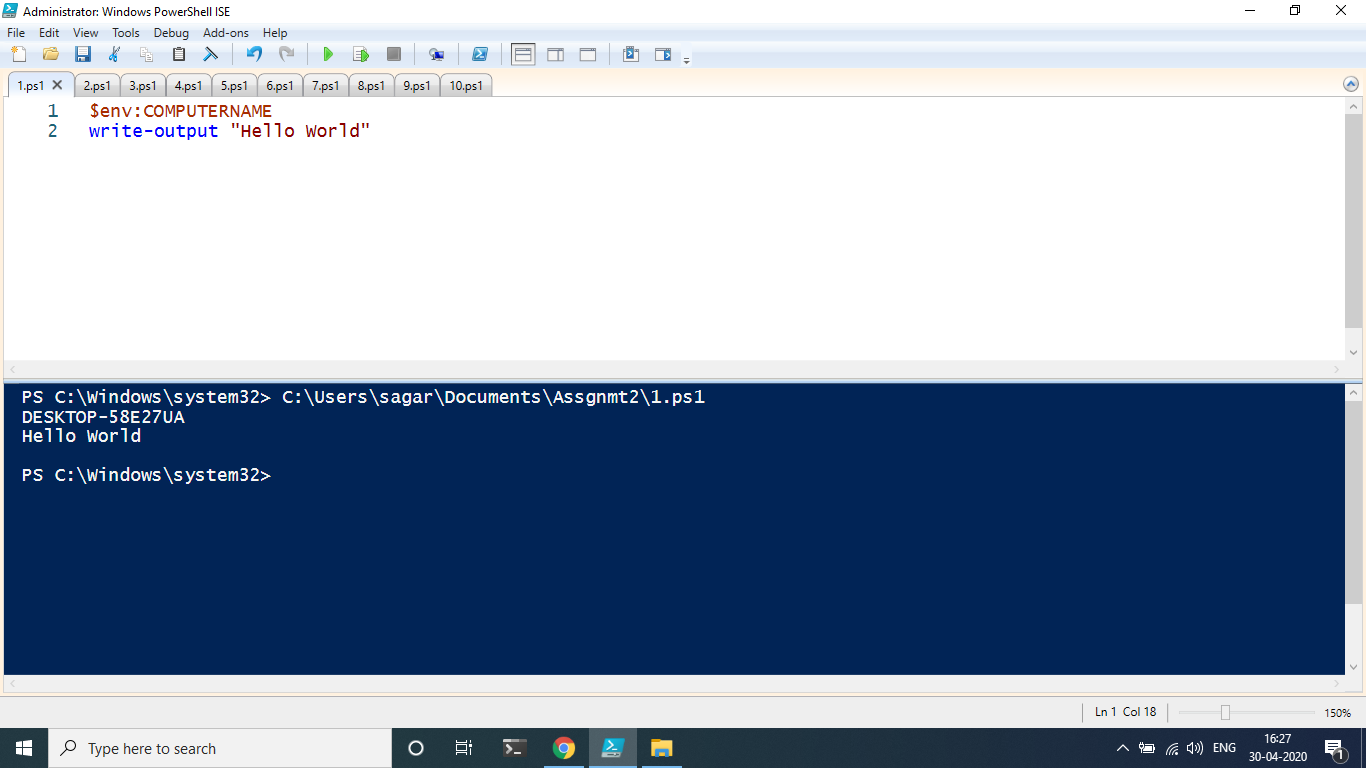 Administrator: Windows PowerShell ISE
File Edit View Tools Debug Add-ons Help
1.ps1 2.ps1 3.ps1 4.ps1 5.ps1 6.ps1 7.ps1 8.ps1 9.ps1 10.ps1
1 $env:COMPUTERNAME
2 write-output "Hello World"
PS C:\Windows\system32> C:\Users\sagar\Documents\Assgnmt2\1.ps1
DESKTOP-58E27UA
Hello World
PS C:\Windows\system32>
Ln 1 Col 18 150%
Type here to search
ENG
16:27
30-04-2020
1